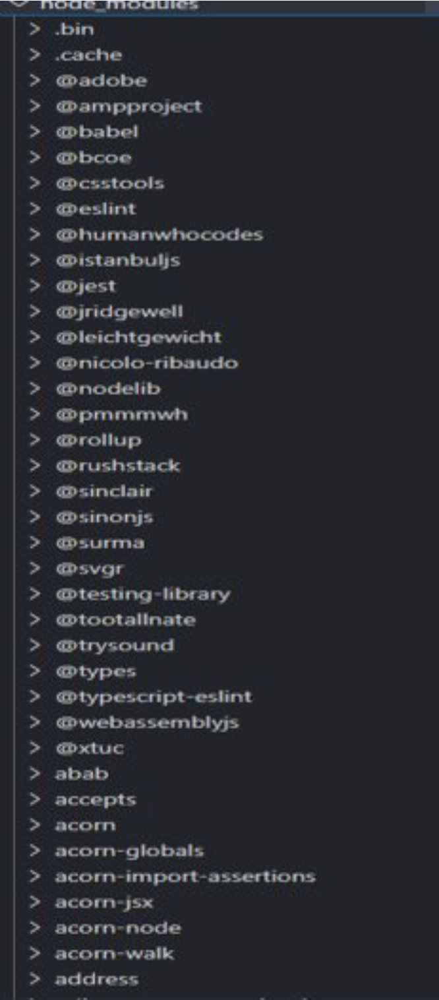 node_modules
> .bin
> .cache
> @adobe
> @ampproject
> @babel
> @bcoe
> @csstools
> @eslint
> @humanwhocodes
> @istanbuljs
> @jest
> @jridgewell
> @leichtgewicht
> @nicolo-ribaudo
> @nodelib
> @pmmmwh
> @rollup
> @rushstack
> @sinclair
> @sinonjs
> @surma
> @svgr
> @testing-library
> @tootallnate
> @trysound
> @types
> @typescript-eslint
> @webassemblyjs
> @xtuc
> abab
> accepts
> acorn
> acorn-globals
> acorn-import-assertions
> acorn-jsx
> acorn-node
> acorn-walk
> address